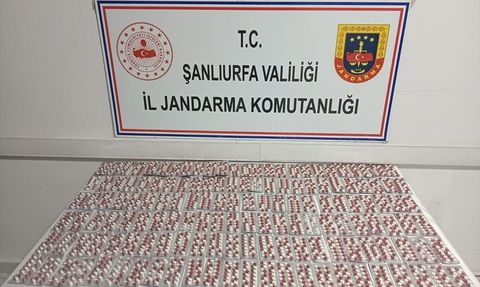 T.C.
ŞANLIURFA VALİLİĞİ
İL JANDARMA KOMUTANLIĞI
JANDARMA